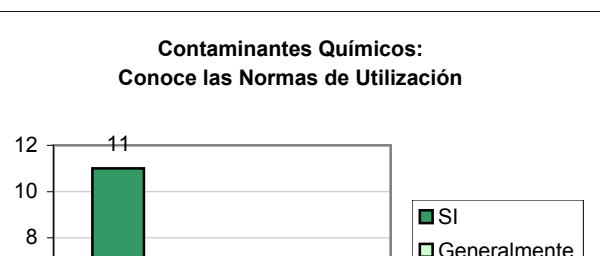 Contaminantes Químicos:
Conoce las Normas de Utilización
12
11
10
SI
8
Generalmente